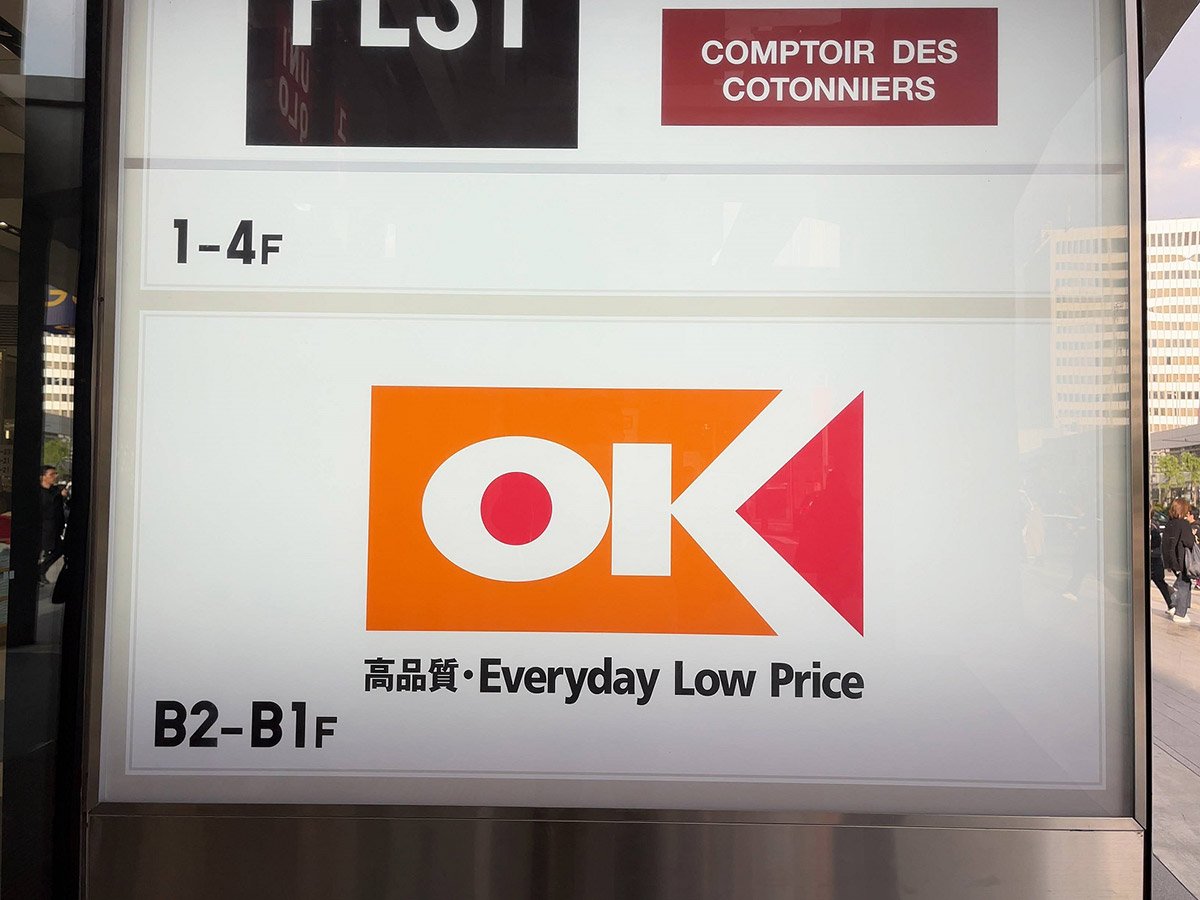 COMPTOIR DES
COTONNIERS
1-4F
OK
高品質・Everyday Low Price
B2-B1F